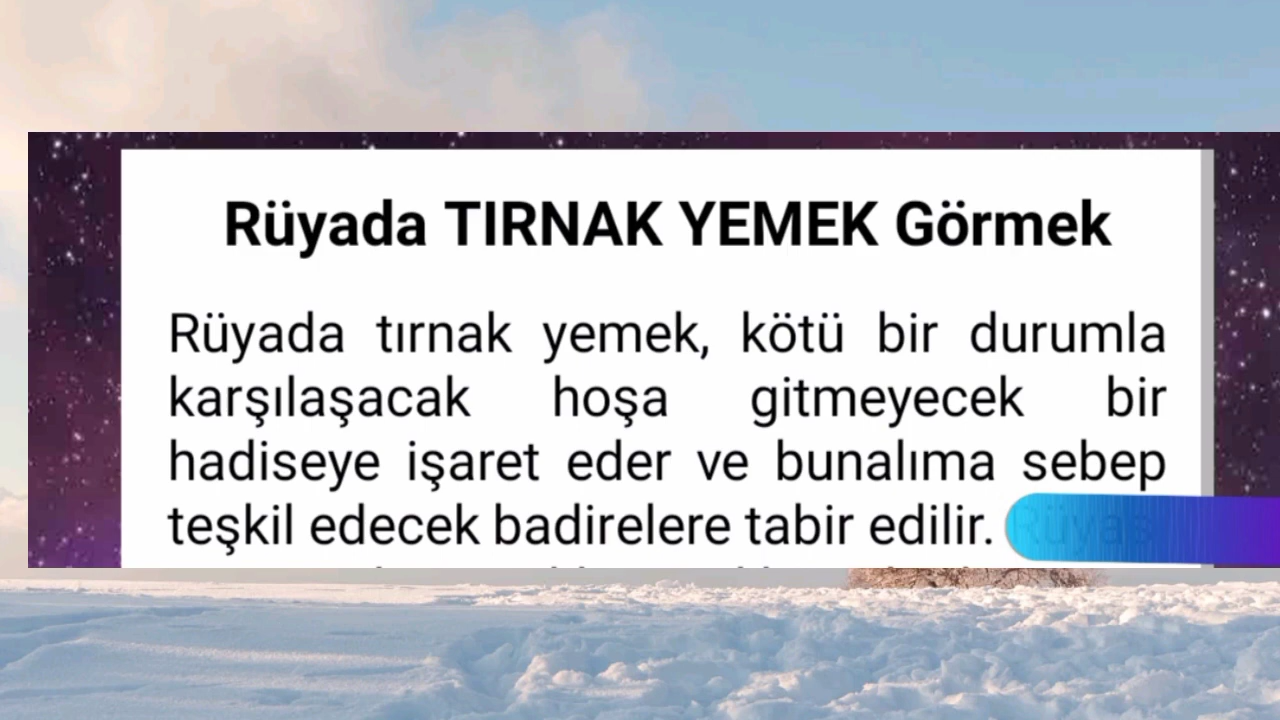 Rüyada TIRNAK YEMEK Görmek
Rüyada tırnak yemek, kötü bir durumla
karşılaşacak hoşa gitmeyecek bir
hadiseye işaret eder ve bunalıma sebep
teşkil edecek badirelere tabir edilir.